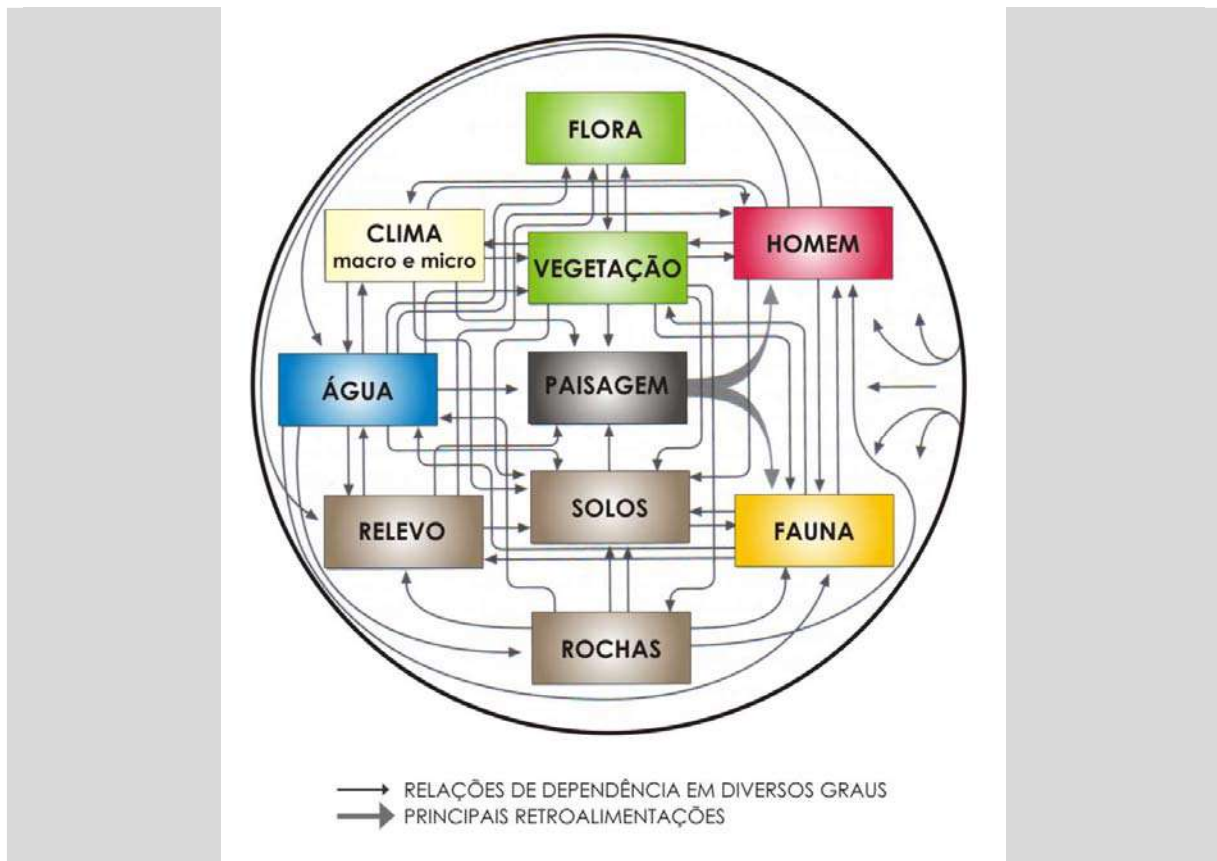 FLORA
CLIMA
macro e micro
HOMEM
VEGETAÇÃO
ÁGUA
PAISAGEM
RELEVO
SOLOS
FAUNA
ROCHAS
RELAÇÕES DE DEPENDÊNCIA EM DIVERSOS GRAUS
PRINCIPAIS RETROALIMENTAÇÕES